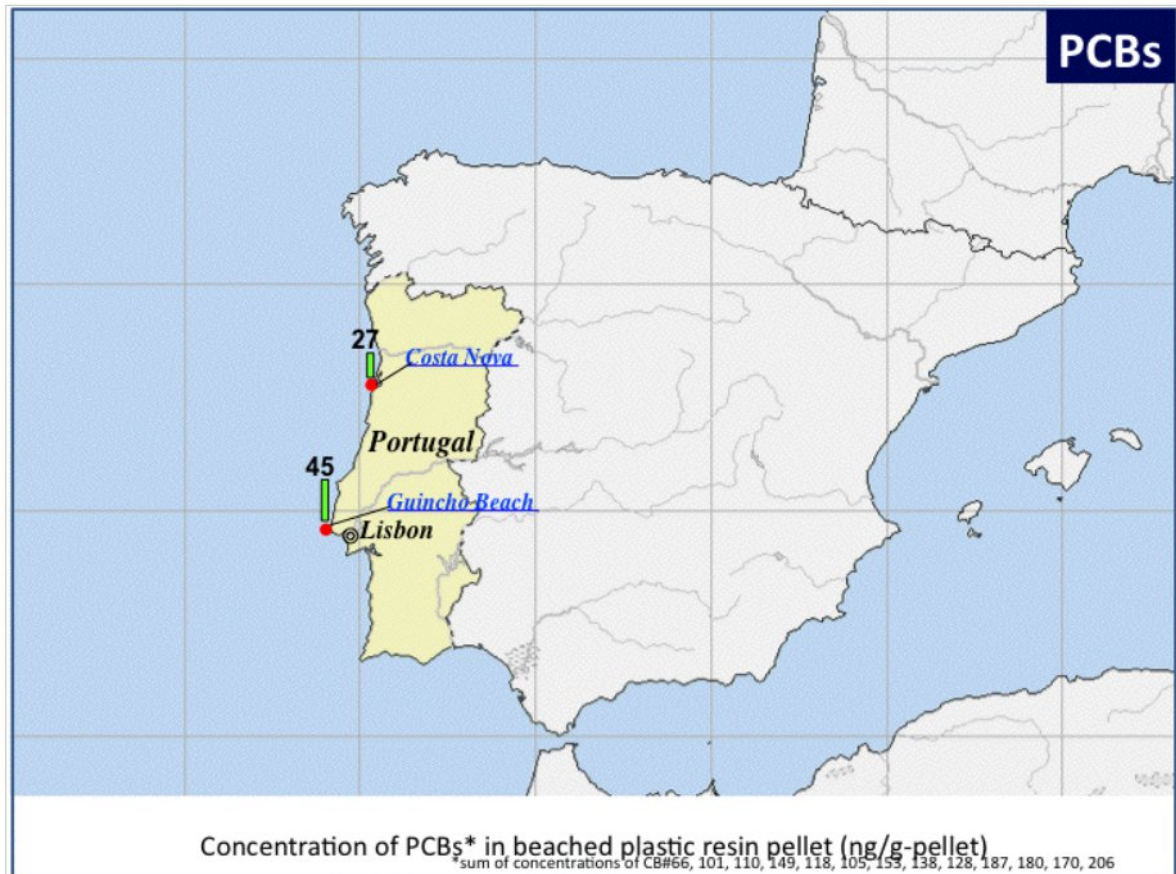 PCBs
27
Costa Nova
Portugal
45
Guincho Beach
Lisbon
Concentration of PCBs* in beached plastic resin pellet (ng/g-pellet)
*sum of concentrations of CB#66, 101, 110, 149, 118, 105, 153, 138, 128, 187, 180, 170, 206